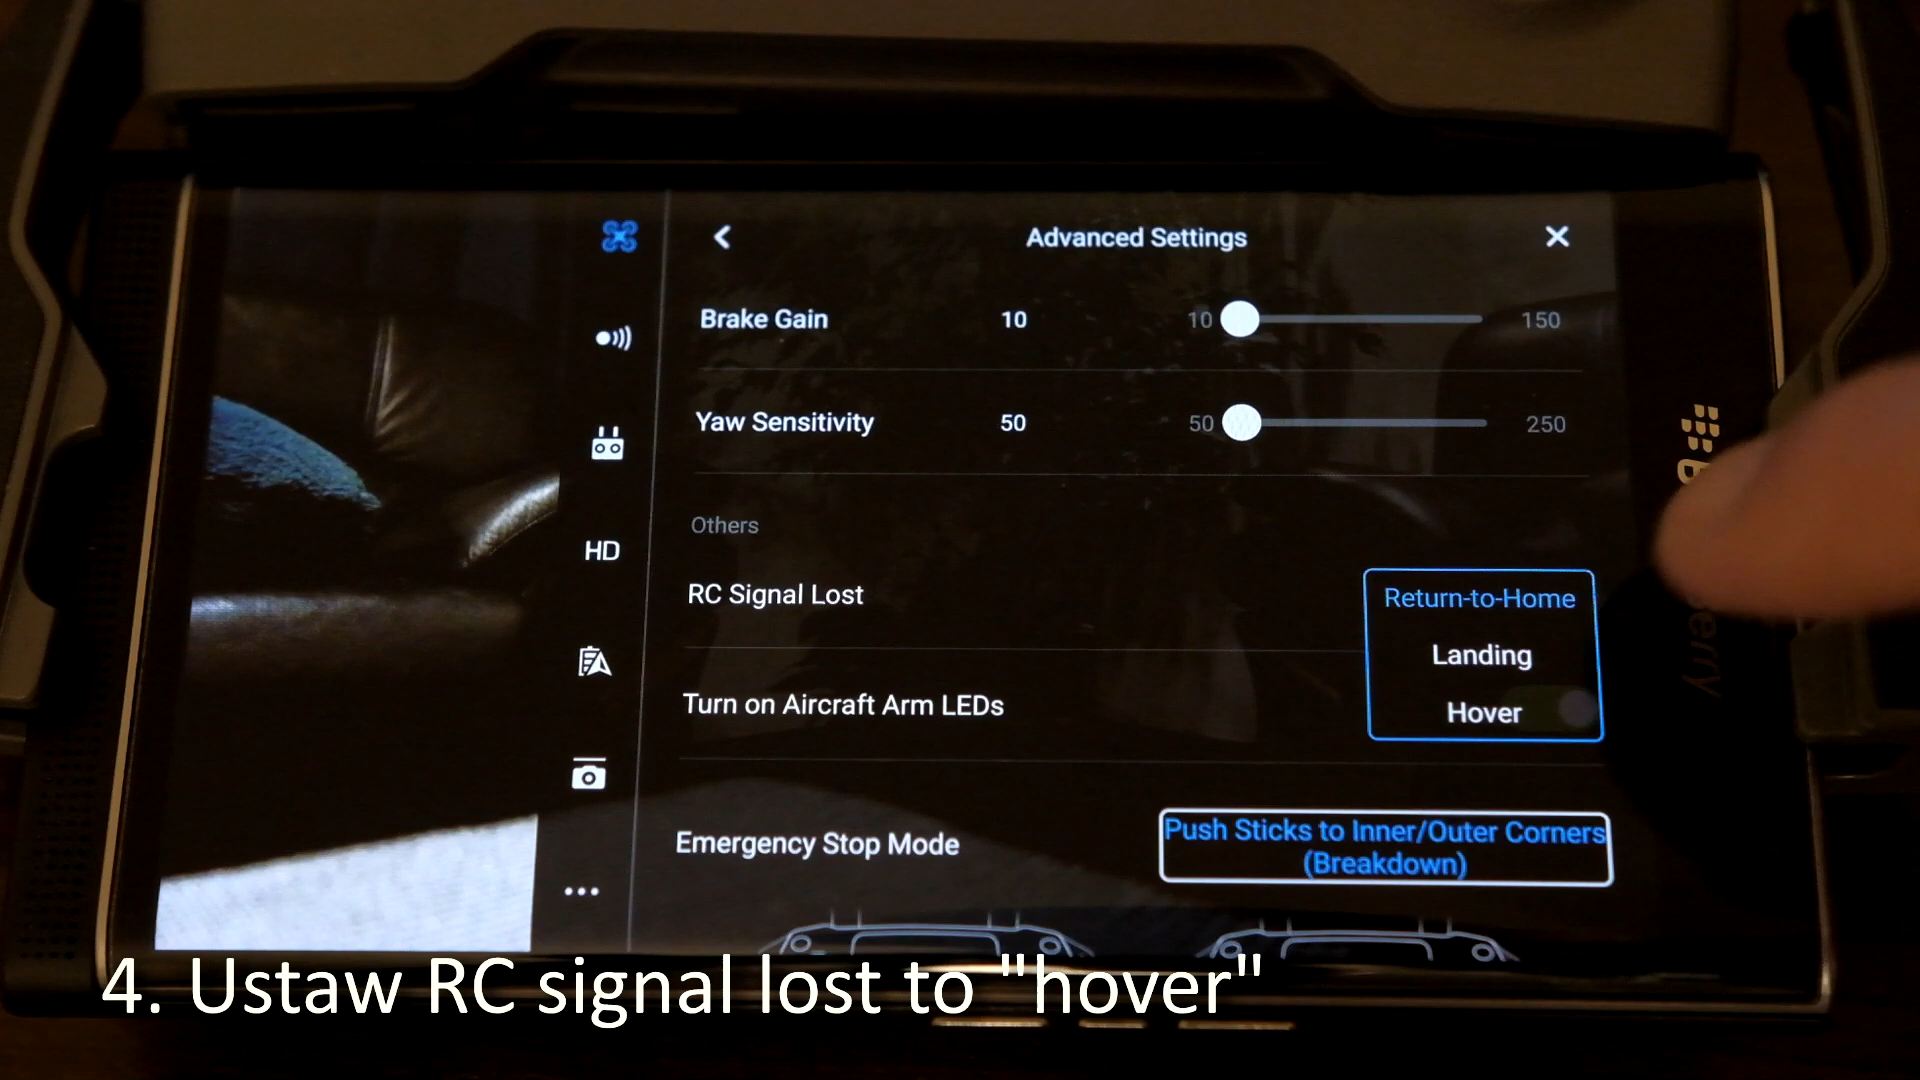 Advanced Settings
Brake Gain 10 10 150
Yaw Sensitivity 50 50 250
Others
HD
RC Signal Lost
Return-to-Home
Landing
Hover
Turn on Aircraft Arm LEDs
Emergency Stop Mode
Push Sticks to Inner/Outer Corners
(Breakdown)
4. Ustaw RC signal lost to "hover"